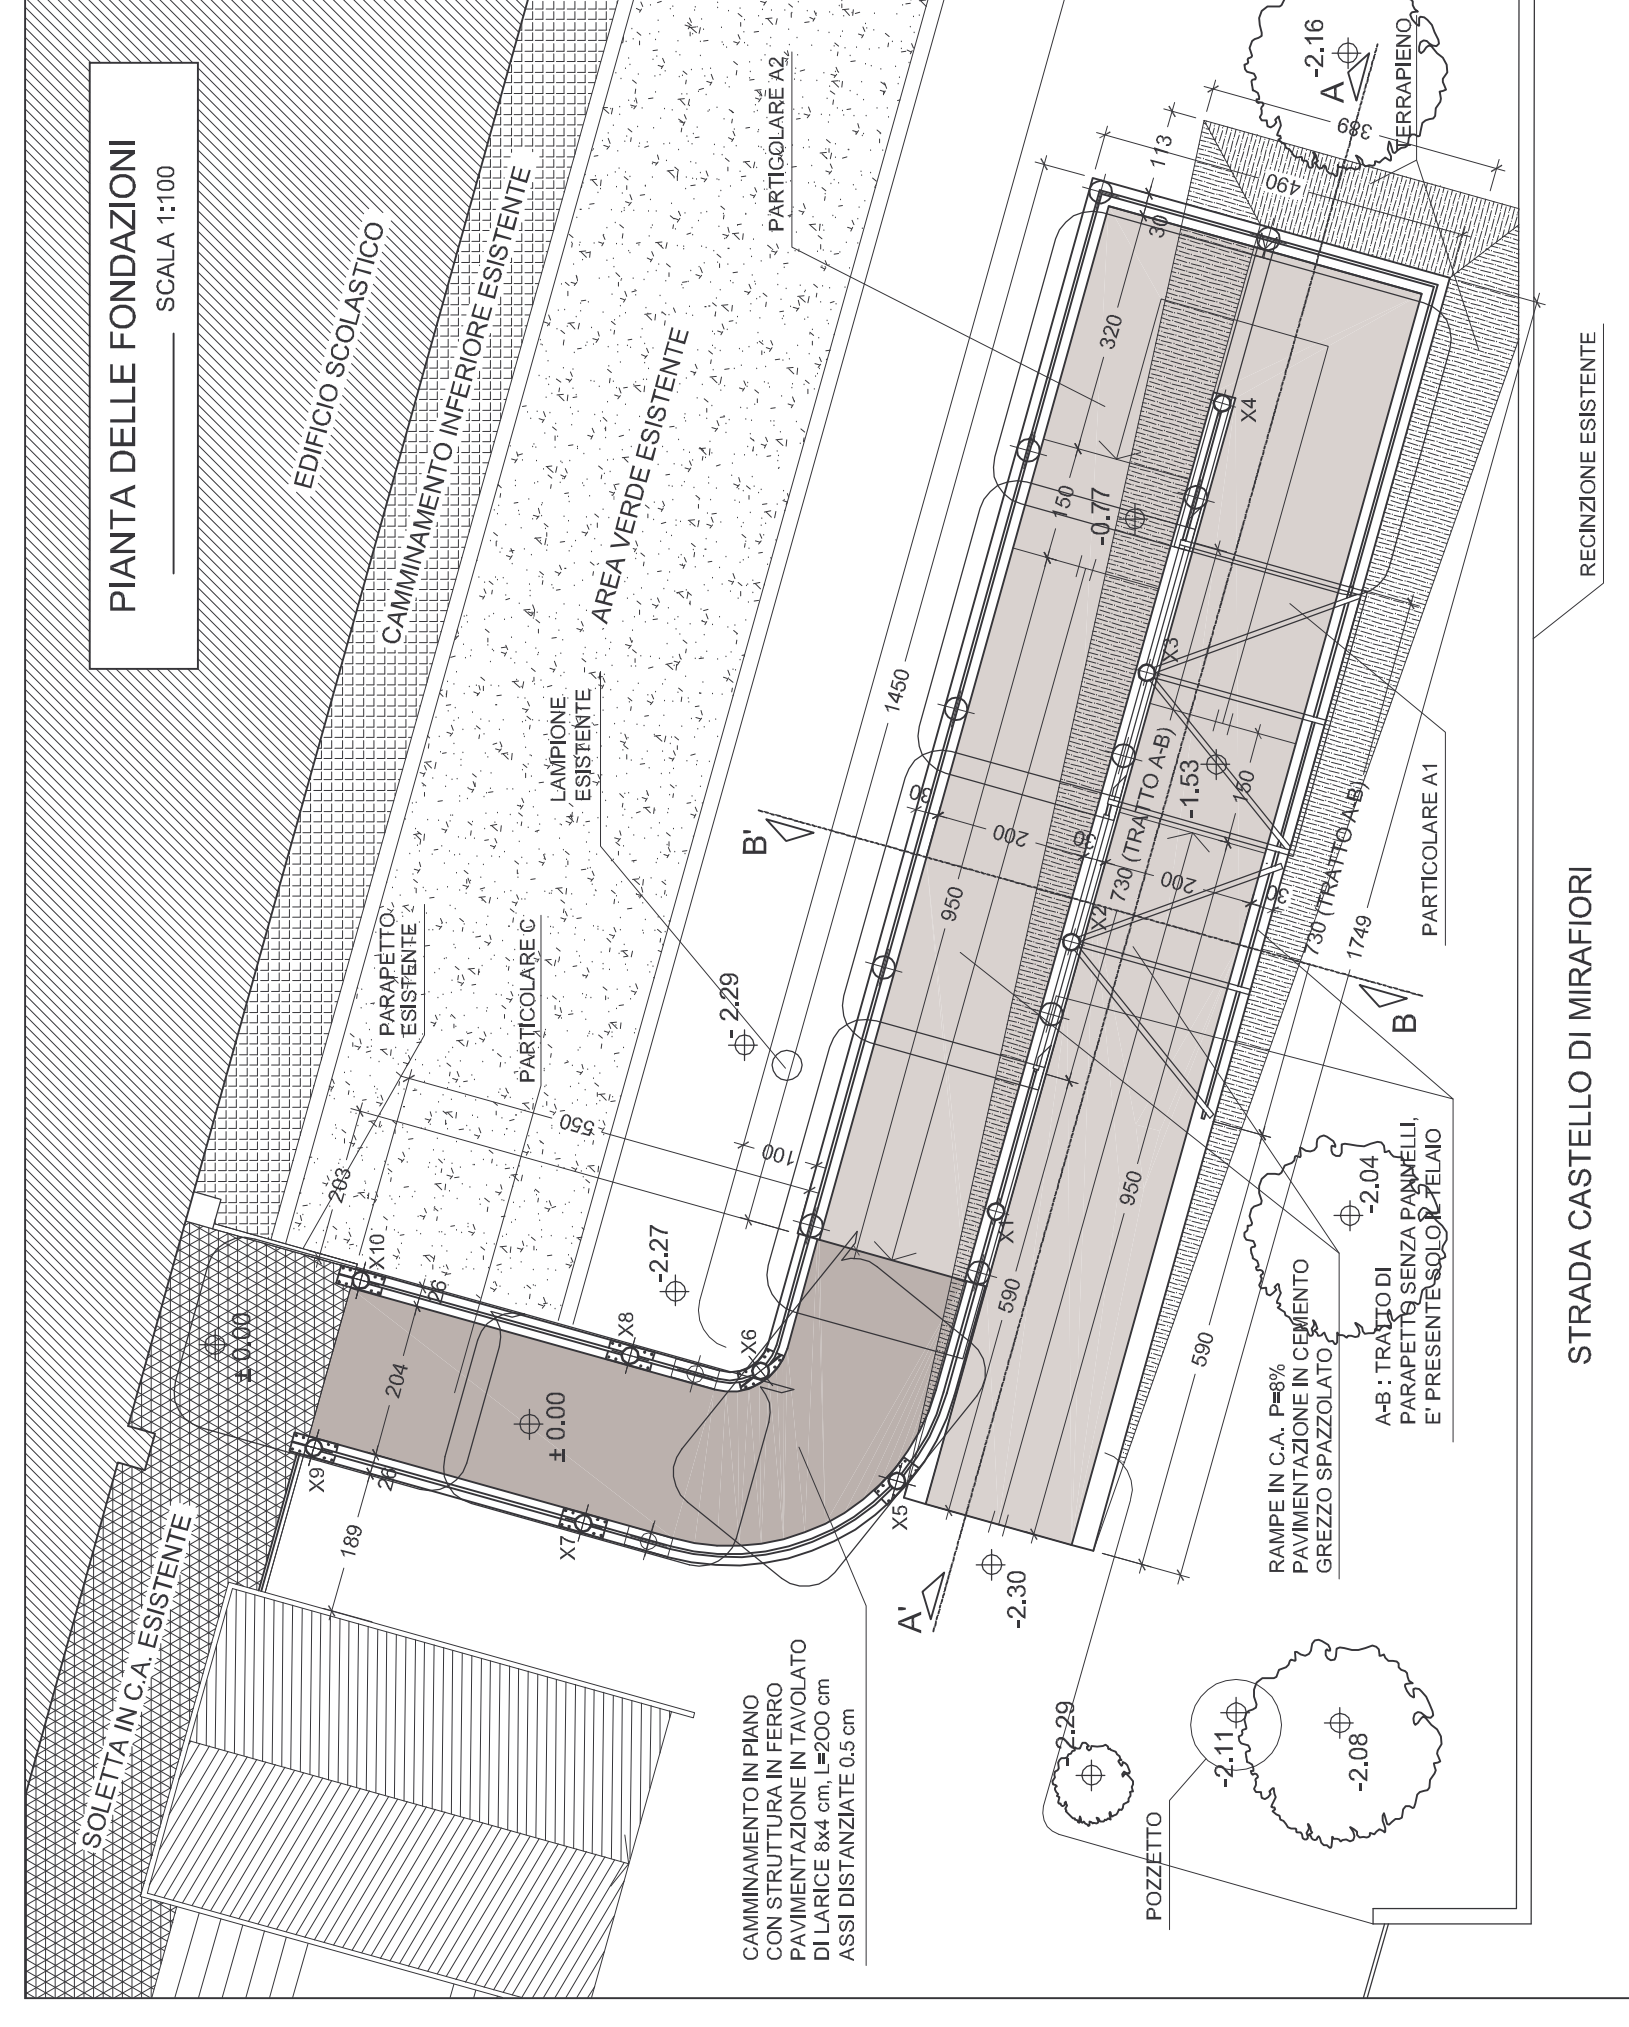 PIANTA DELLE FONDAZIONI
SCALA 1:100
EDIFICIO SCOLASTICO
CAMMINAMENTO INFERIORE ESISTENTE
AREA VERDE ESISTENTE
SOLETTA IN C.A. ESISTENTE
PARAPETTO
ESISTENTE
PARTICOLARE C
LAMPIONE
ESISTENTE
PARTICOLARE A2
TERRAPIENO
RECINZIONE ESISTENTE
PARTICOLARE A1
STRADA CASTELLO DI MIRAFIORI
A-B : TRATTO DI
PARAPETTO SENZA PANNELLI,
E' PRESENTE SOLO IL TELAIO
RAMPE IN C.A. P=8%
PAVIMENTAZIONE IN CEMENTO
GREZZO SPAZZOLATO
CAMMINAMENTO IN PIANO
CON STRUTTURA IN FERRO
PAVIMENTAZIONE IN TAVOLATO
DI LARICE 8x4 cm, L=200 cm
ASSI DISTANZIATE 0.5 cm
POZZETTO
730 (TRATTO A-B)
730 (TRATTO A-B)
A
A'
B
B'
X1
X2
X3
X4
X5
X6
X7
X8
X9
X10
± 0.00
± 0.00
-2.27
- 2.29
-2.16
-0.77
-1.53
-2.04
-2.30
-2.29
-2.11
-2.08
203
26
204
26
189
550
100
1450
950
950
590
590
1749
320
150
150
30
30
30
30
200
200
113
490
389